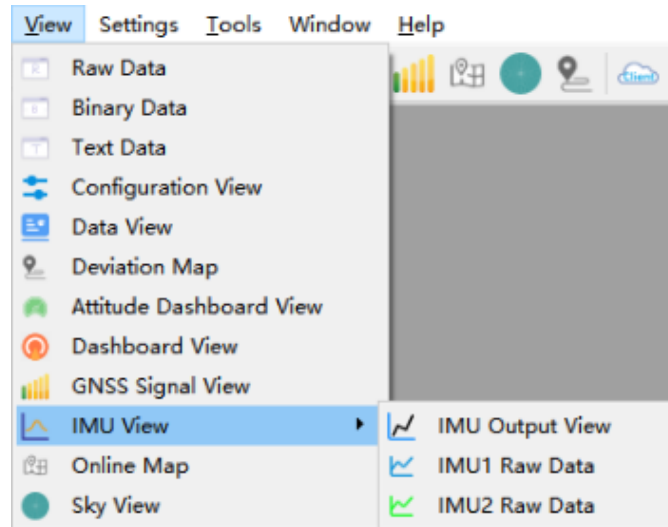 View Settings Tools Window Help
Raw Data
Binary Data
Text Data
Configuration View
Data View
Deviation Map
Attitude Dashboard View
Dashboard View
GNSS Signal View
IMU View
IMU Output View
Online Map
IMU1 Raw Data
Sky View
IMU2 Raw Data
Client
R
B
T